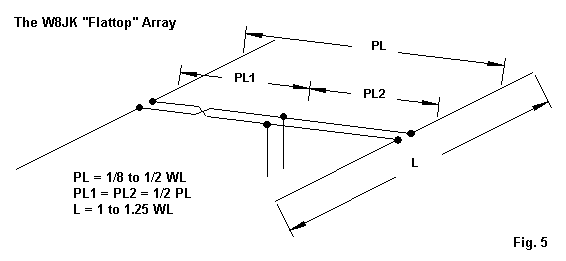 The W8JK "Flattop" Array
PL
PL1
PL2
L
PL = 1/8 to 1/2 WL
PL1 = PL2 = 1/2 PL
L = 1 to 1.25 WL
Fig. 5